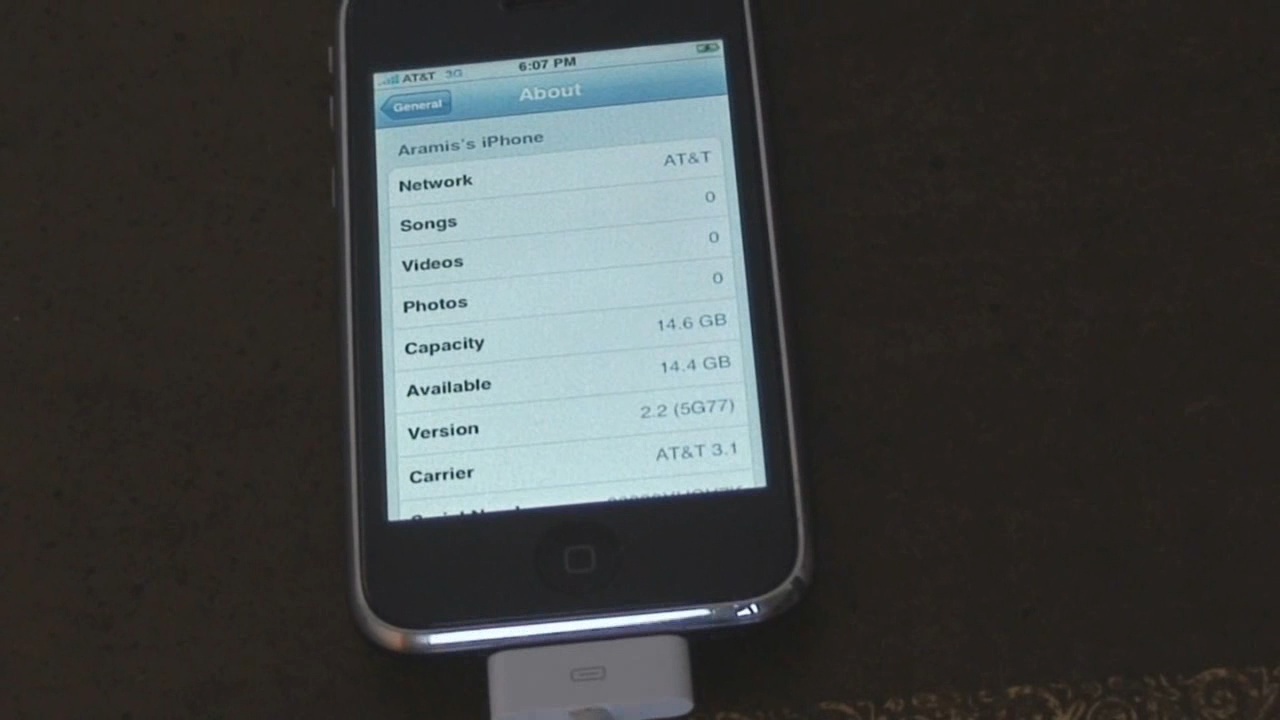 AT&T 3G 6:07 PM
General About
Aramis's iPhone
Network AT&T
Songs 0
Videos 0
Photos 0
Capacity 14.6 GB
Available 14.4 GB
Version 2.2 (5G77)
Carrier AT&T 3.1